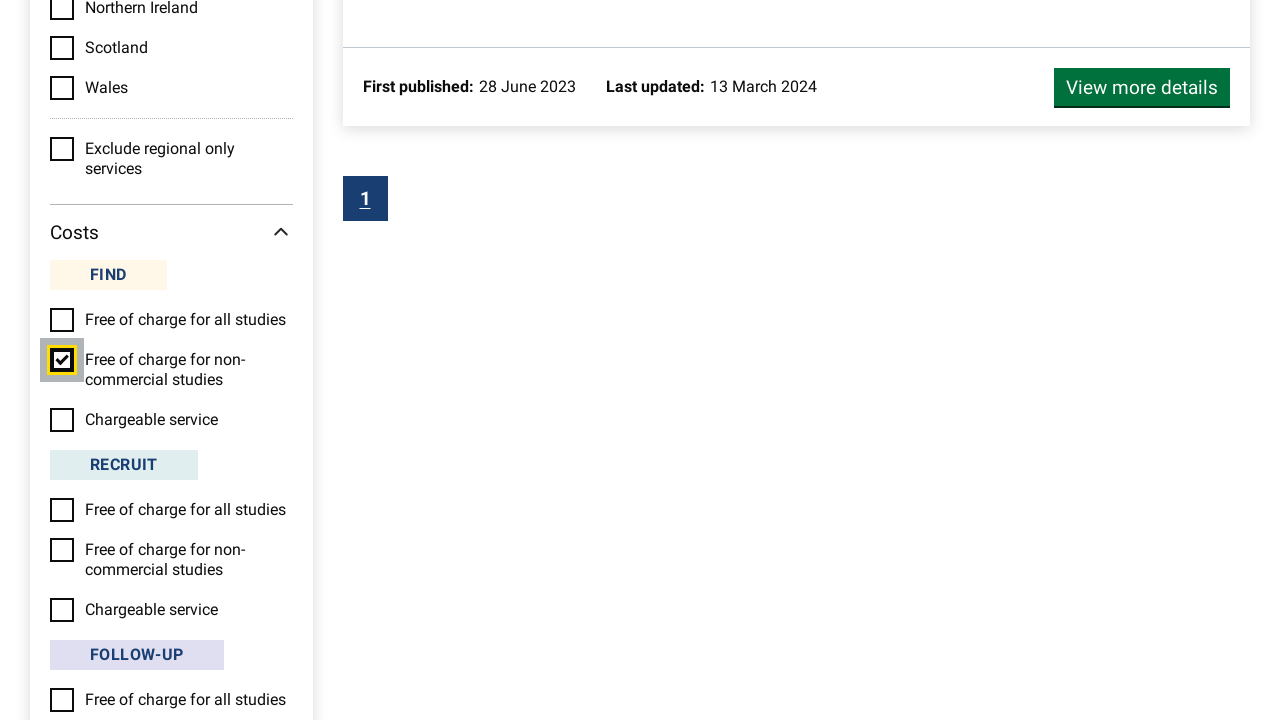 Northern Ireland
Scotland
Wales
Exclude regional only
services
Costs
FIND
Free of charge for all studies
Free of charge for non-
commercial studies
Chargeable service
RECRUIT
Free of charge for all studies
Free of charge for non-
commercial studies
Chargeable service
FOLLOW-UP
Free of charge for all studies
First published: 28 June 2023 Last updated: 13 March 2024
View more details
1